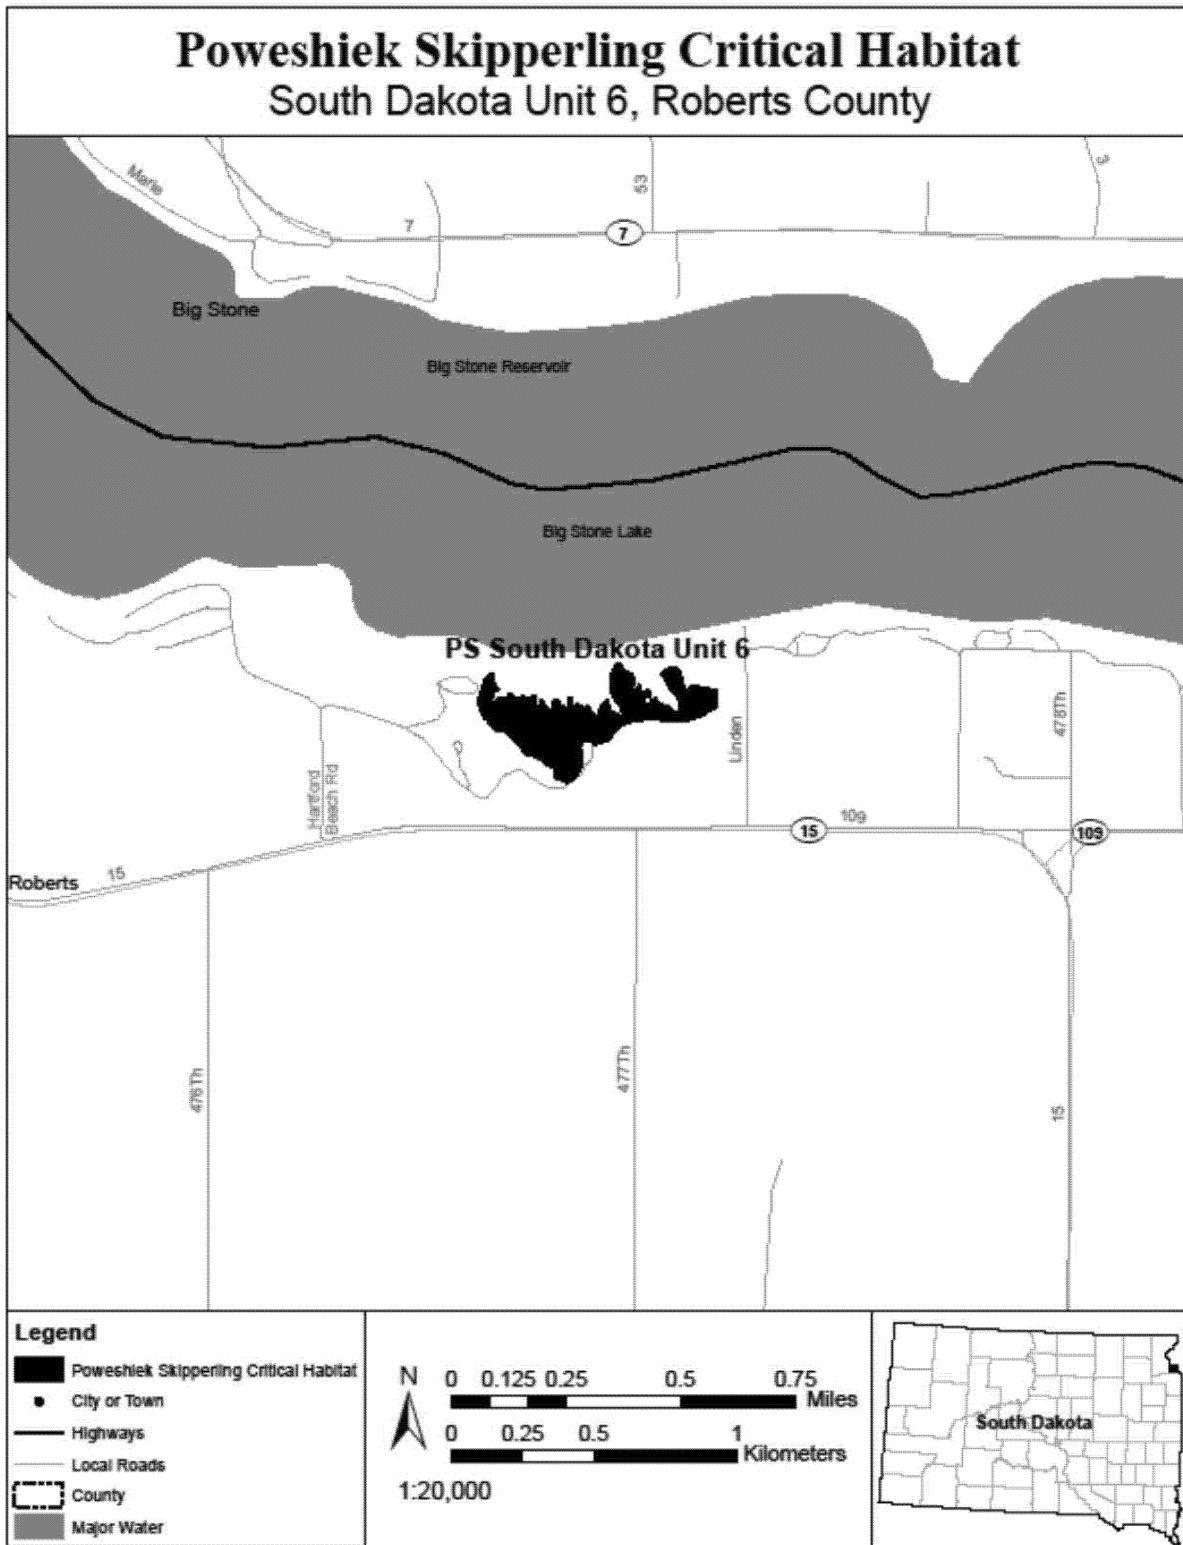 Poweshiek Skipperling Critical Habitat
South Dakota Unit 6, Roberts County
Marie
53
3
7
7
Big Stone
Big Stone Reservoir
Big Stone Lake
PS South Dakota Unit 6
Linden
478Th
Hartford
Beach Rd
109
15
109
15
Roberts
476Th
477Th
15
Legend
Poweshiek Skipperling Critical Habitat
City or Town
Highways
Local Roads
County
Major Water
N
0 0.125 0.25 0.5 0.75
Miles
0 0.25 0.5 1
Kilometers
1:20,000
South Dakota